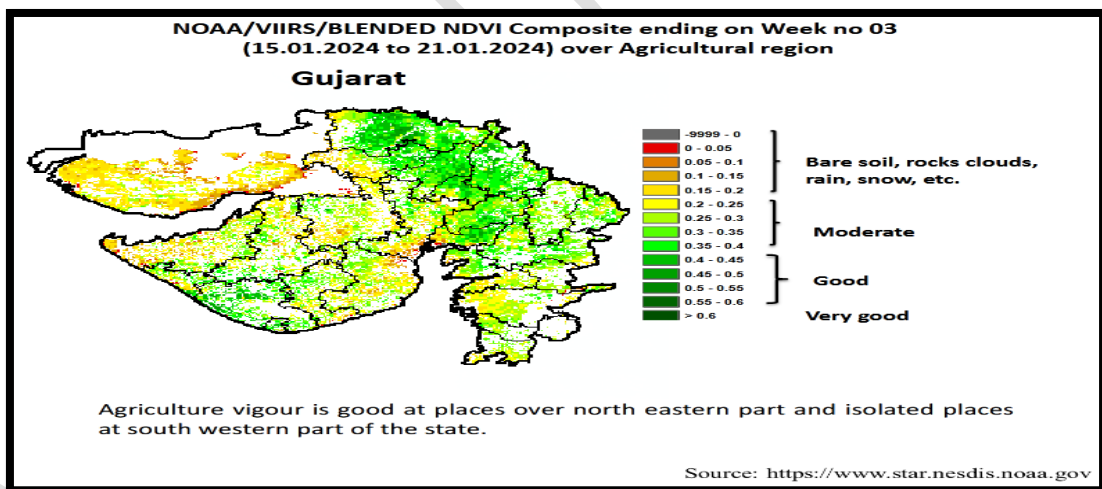 NOAA/VIIRS/BLENDED NDVI Composite ending on Week no 03
(15.01.2024 to 21.01.2024) over Agricultural region
Gujarat
-9999 - 0
0 - 0.05
0.05 - 0.1
0.1 - 0.15
0.15 - 0.2
0.2 - 0.25
0.25 - 0.3
0.3 - 0.35
0.35 - 0.4
0.4 - 0.45
0.45 - 0.5
0.5 - 0.55
0.55 - 0.6
> 0.6
Bare soil, rocks clouds,
rain, snow, etc.
Moderate
Good
Very good
Agriculture vigour is good at places over north eastern part and isolated places
at south western part of the state.
Source: https://www.star.nesdis.noaa.gov